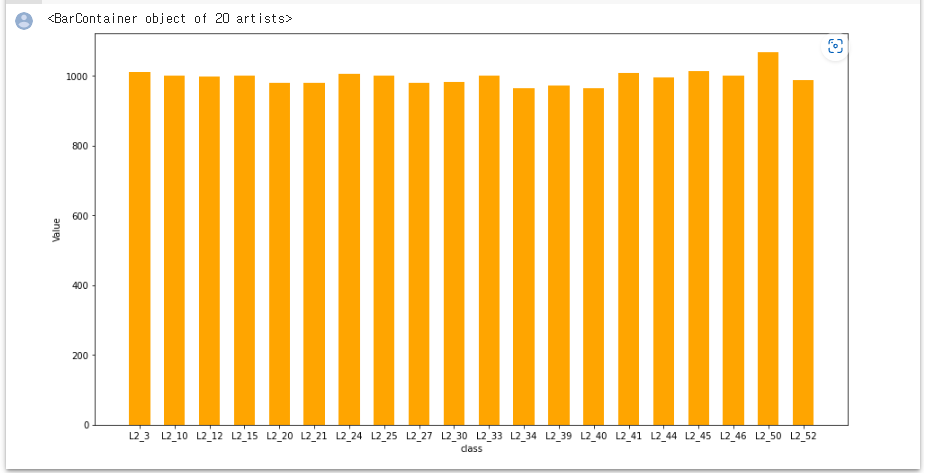 <BarContainer object of 20 artists>
1000
800
600
400
200
0
Value
L2_3 L2_10 L2_12 L2_15 L2_20 L2_21 L2_24 L2_25 L2_27 L2_30 L2_33 L2_34 L2_39 L2_40 L2_41 L2_44 L2_45 L2_46 L2_50 L2_52
class